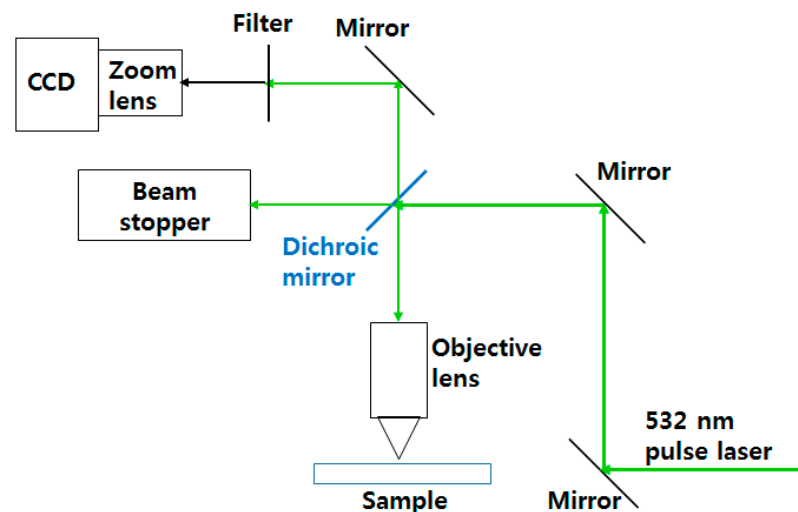 Filter
Mirror
CCD
Zoom
lens
Mirror
Beam
stopper
Dichroic
mirror
Objective
lens
532 nm
pulse laser
Sample
Mirror